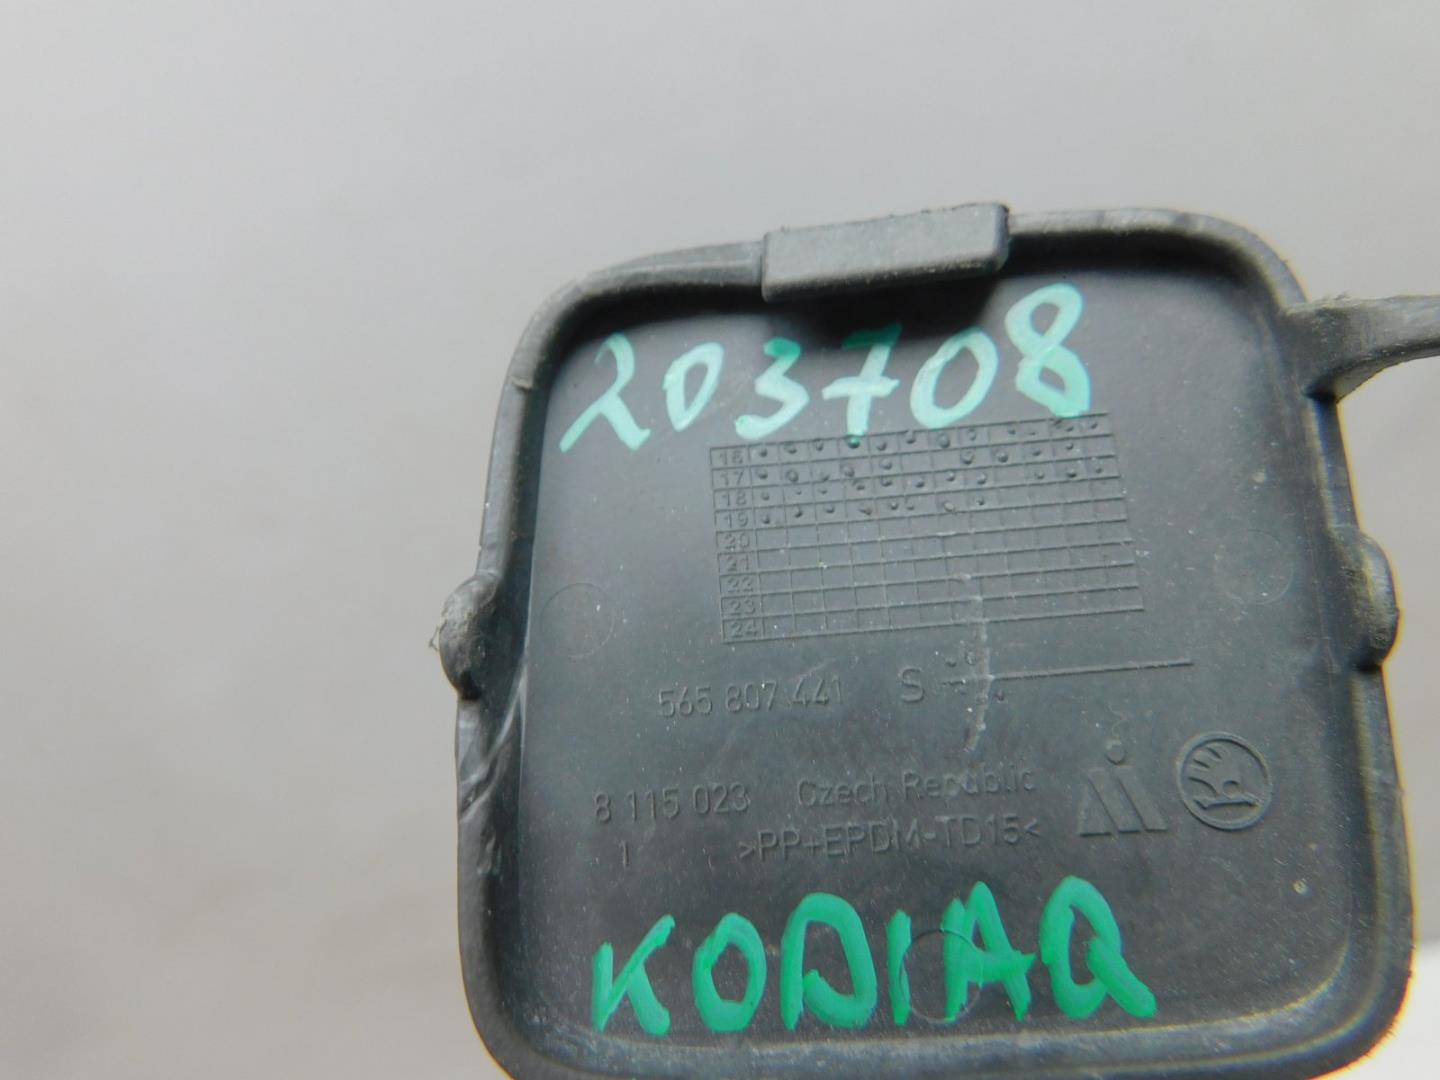 203708
16
17
18
19
20
21
22
23
24
565 807 441 S
8 115 023 Czech Republic
1 >PP+EPDM-TD15<
KODIAQ